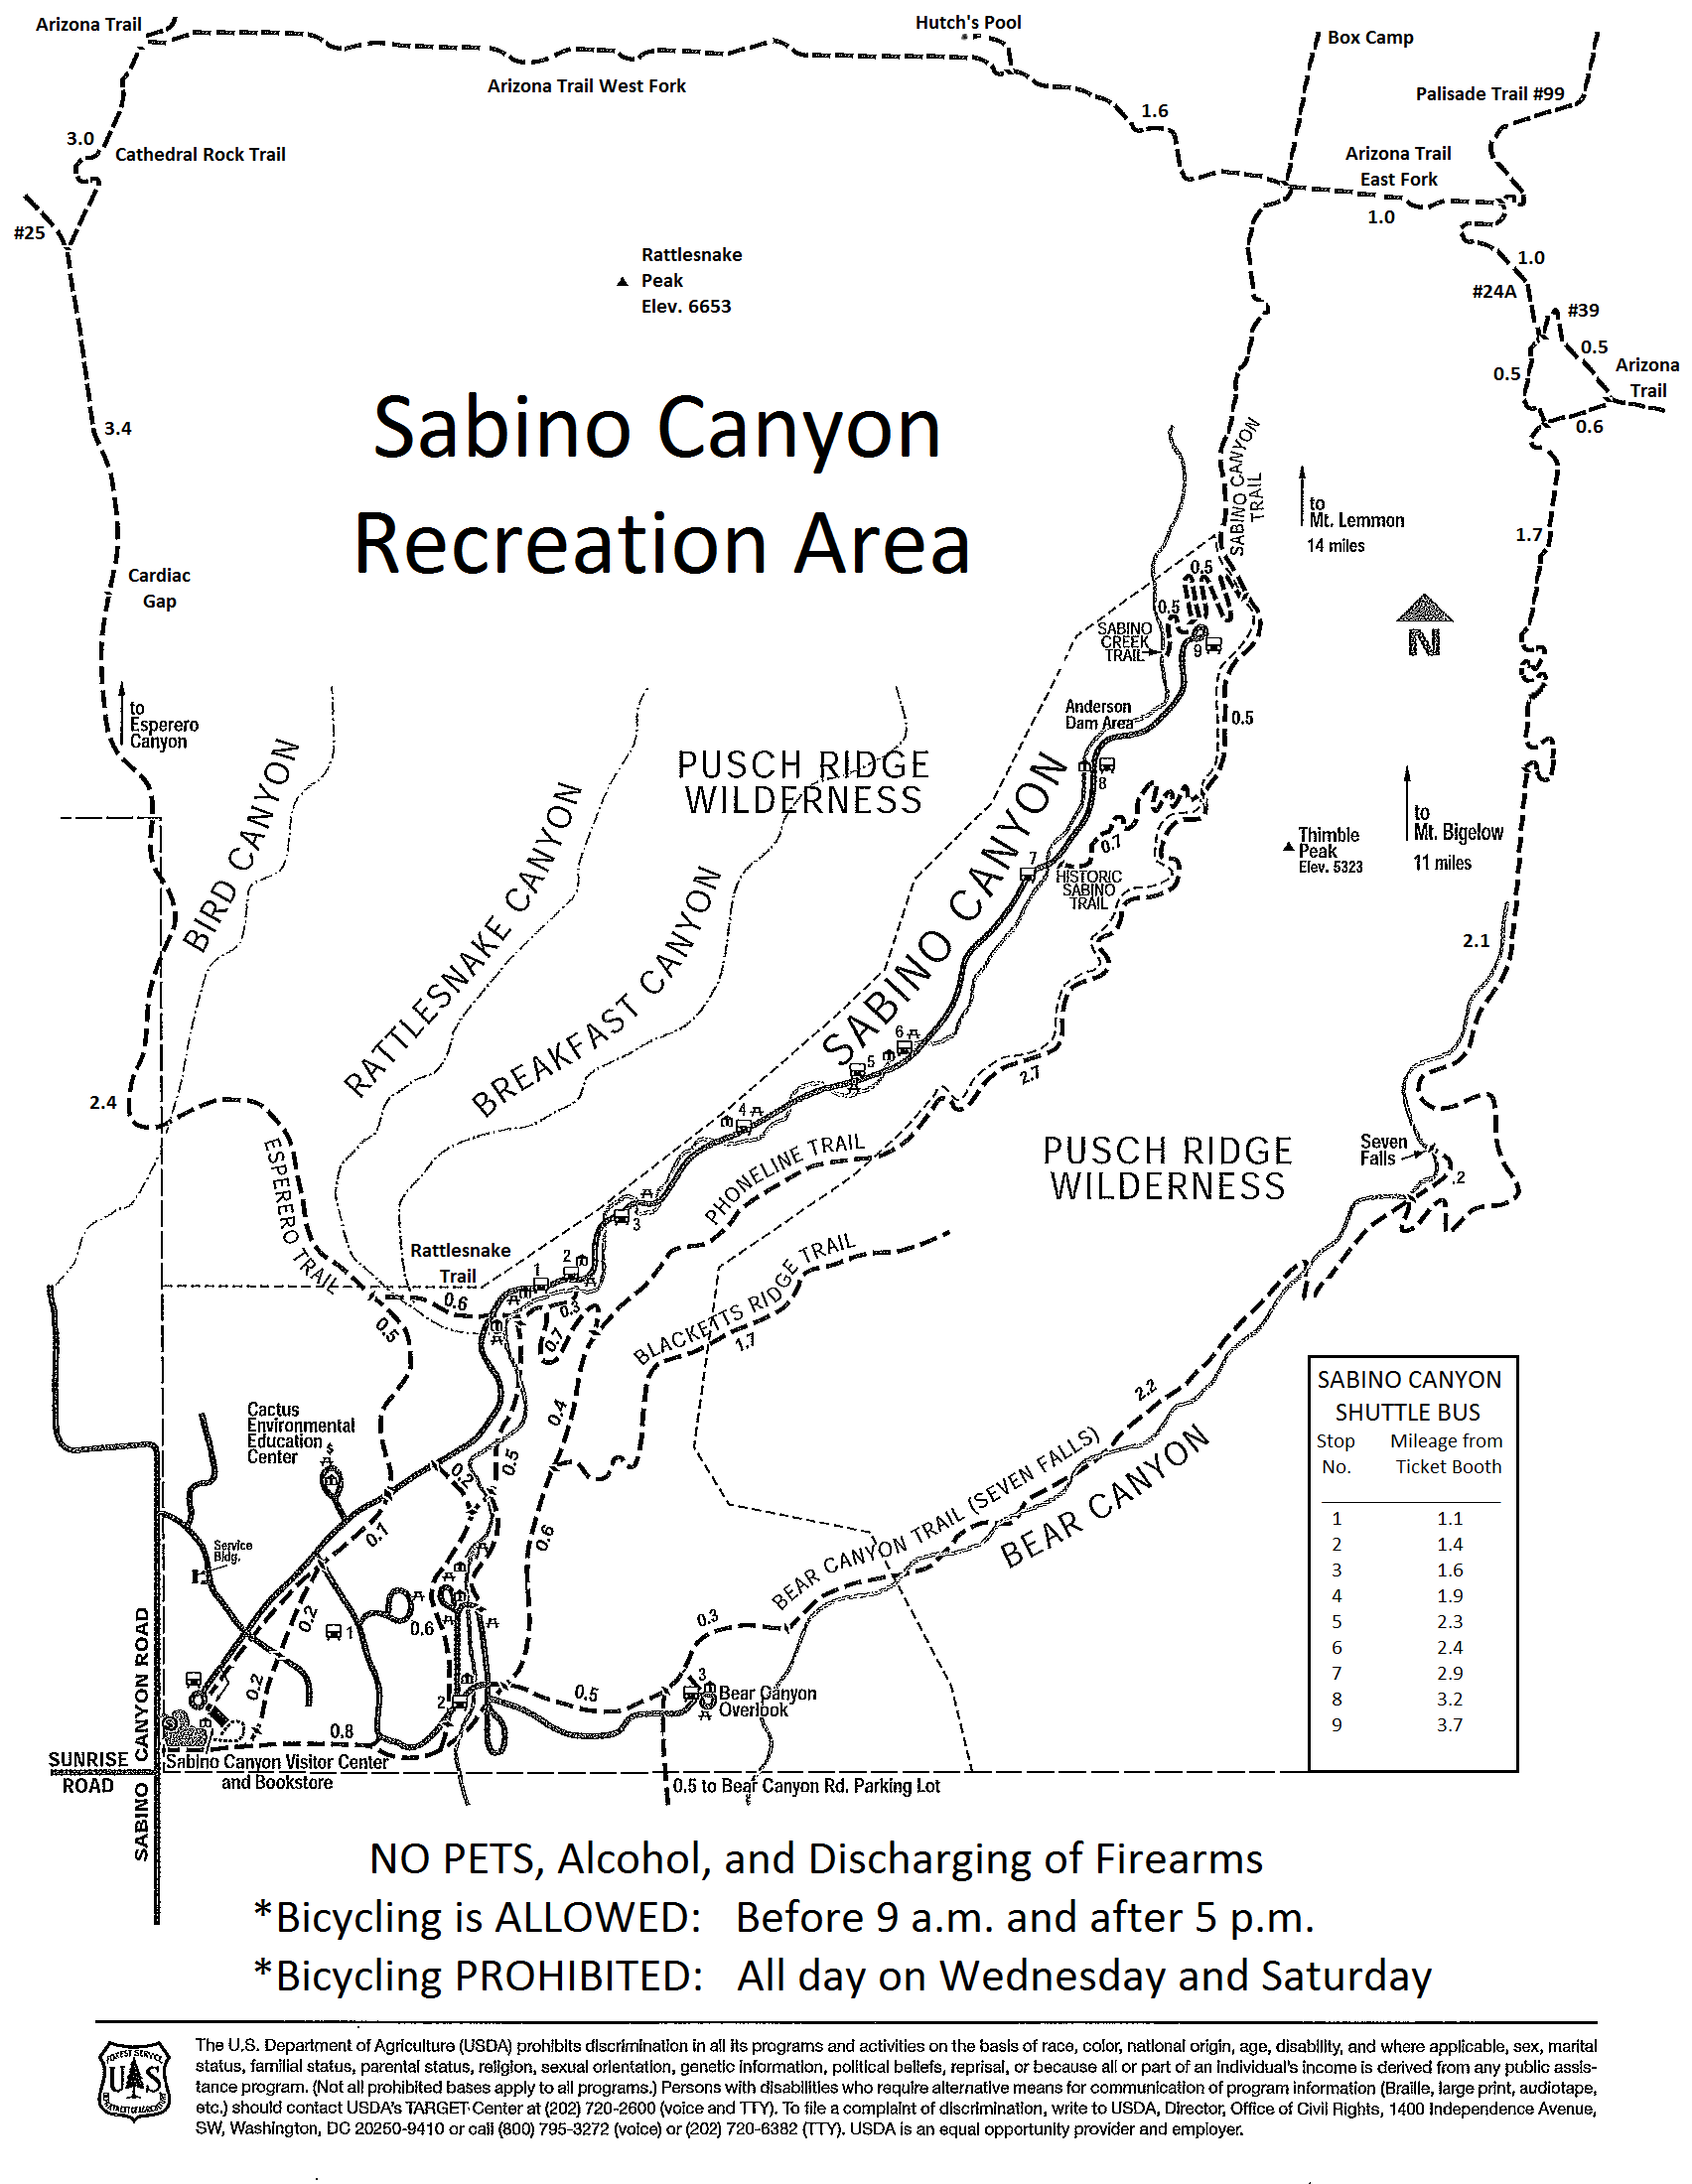 Arizona Trail
Hutch's Pool
Box Camp
Arizona Trail West Fork
Palisade Trail #99
1.6
3.0
Cathedral Rock Trail
Arizona Trail
East Fork
1.0
#25
Rattlesnake
Peak
Elev. 6653
1.0
#24A
#39
0.5
0.5
Arizona
Trail
0.6
3.4
Sabino Canyon
Recreation Area
SABINO CANYON
TRAIL
to
Mt. Lemmon
14 miles
1.7
Cardiac
Gap
0.5
0.5
SABINO
CREEK
TRAIL
9
N
to
Esperero
Canyon
Anderson
Dam Area
0.5
BIRD CANYON
RATTLESNAKE CANYON
BREAKFAST CANYON
PUSCH RIDGE
WILDERNESS
SABINO CANYON
8
7
0.7
HISTORIC
SABINO
TRAIL
Thimble
Peak
Elev. 5323
to
Mt. Bigelow
11 miles
2.1
6
5
2.7
4
2.4
ESPERERO TRAIL
PHONELINE TRAIL
PUSCH RIDGE
WILDERNESS
Seven
Falls
.2
3
Rattlesnake
Trail
2
1
0.6
0.3
0.7
0.5
BLACKETTS RIDGE TRAIL
1.7
2.2
0.4
Cactus
Environmental
Education
Center
$
0.2
0.5
0.1
0.6
BEAR CANYON TRAIL (SEVEN FALLS)
BEAR CANYON
Service
Bldg.
0.2
1
0.6
0.3
0.2
2
0.5
3
Bear Canyon
Overlook
0.8
SABINO CANYON ROAD
SUNRISE
ROAD
Sabino Canyon Visitor Center
and Bookstore
0.5 to Bear Canyon Rd. Parking Lot
SABINO CANYON
SHUTTLE BUS
Stop Mileage from
No. Ticket Booth
1 1.1
2 1.4
3 1.6
4 1.9
5 2.3
6 2.4
7 2.9
8 3.2
9 3.7
NO PETS, Alcohol, and Discharging of Firearms
*Bicycling is ALLOWED: Before 9 a.m. and after 5 p.m.
*Bicycling PROHIBITED: All day on Wednesday and Saturday
FOREST SERVICE
U S
DEPARTMENT OF AGRICULTURE
The U.S. Department of Agriculture (USDA) prohibits discrimination in all its programs and activities on the basis of race, color, national origin, age, disability, and where applicable, sex, marital
status, familial status, parental status, religion, sexual orientation, genetic information, political beliefs, reprisal, or because all or part of an individual's income is derived from any public assis-
tance program. (Not all prohibited bases apply to all programs.) Persons with disabilities who require alternative means for communication of program information (Braille, large print, audiotape,
etc.) should contact USDA's TARGET Center at (202) 720-2600 (voice and TTY). To file a complaint of discrimination, write to USDA, Director, Office of Civil Rights, 1400 Independence Avenue,
SW, Washington, DC 20250-9410 or call (800) 795-3272 (voice) or (202) 720-6382 (TTY). USDA is an equal opportunity provider and employer.